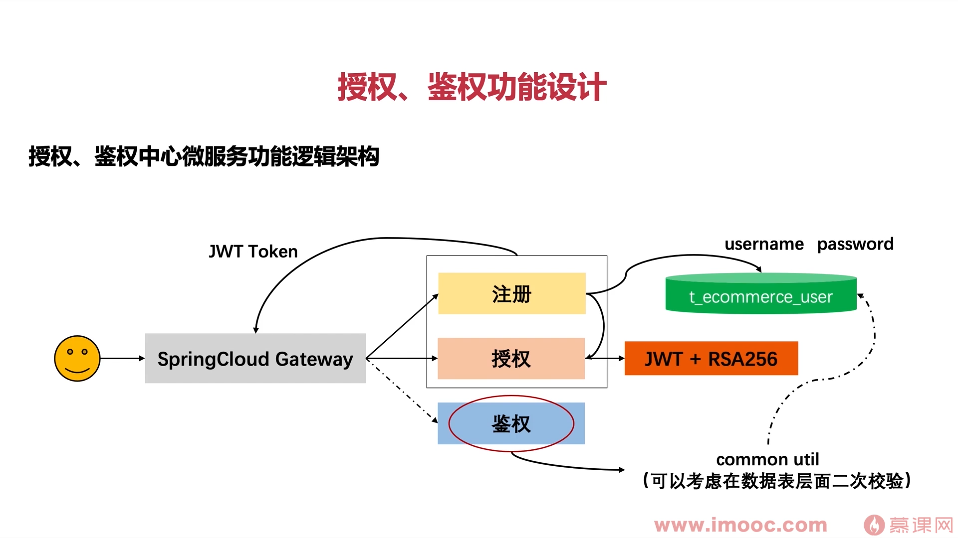 授权、鉴权功能设计
授权、鉴权中心微服务功能逻辑架构
JWT Token
username password
注册
t_ecommerce_user
SpringCloud Gateway
授权
JWT + RSA256
鉴权
common util
（可以考虑在数据表层面二次校验）
www.imooc.com
慕课网